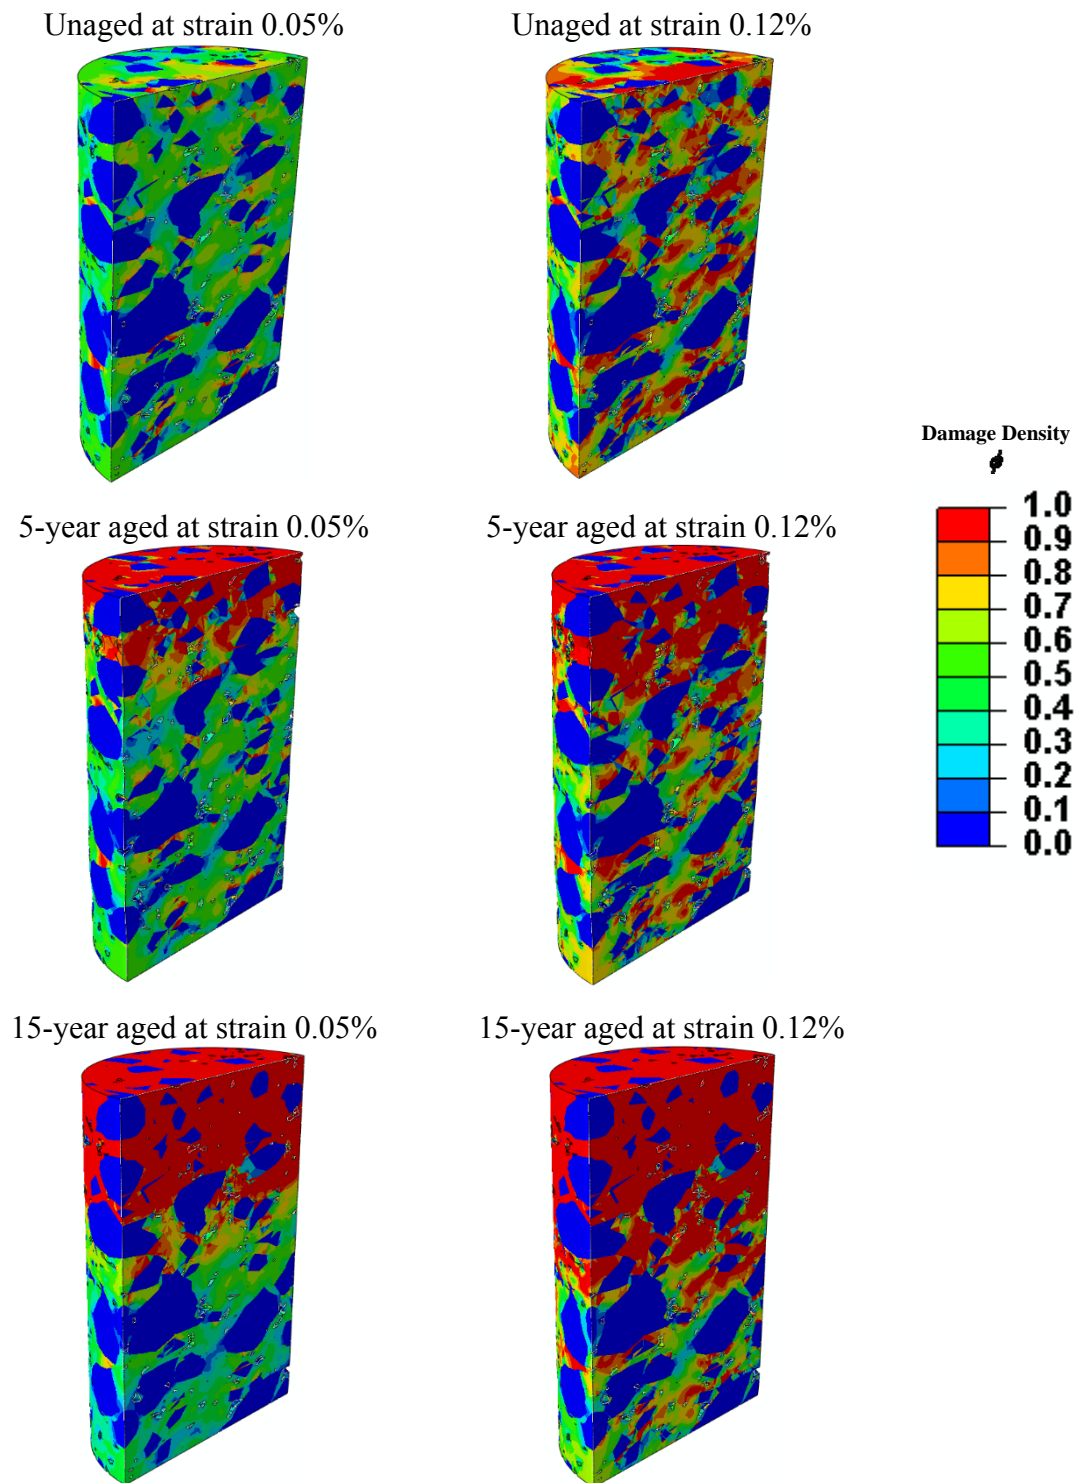 Unaged at strain 0.05%
Unaged at strain 0.12%
Damage Density
ϕ
1.0
0.9
0.8
0.7
0.6
0.5
0.4
0.3
0.2
0.1
0.0
5-year aged at strain 0.05%
5-year aged at strain 0.12%
15-year aged at strain 0.05%
15-year aged at strain 0.12%